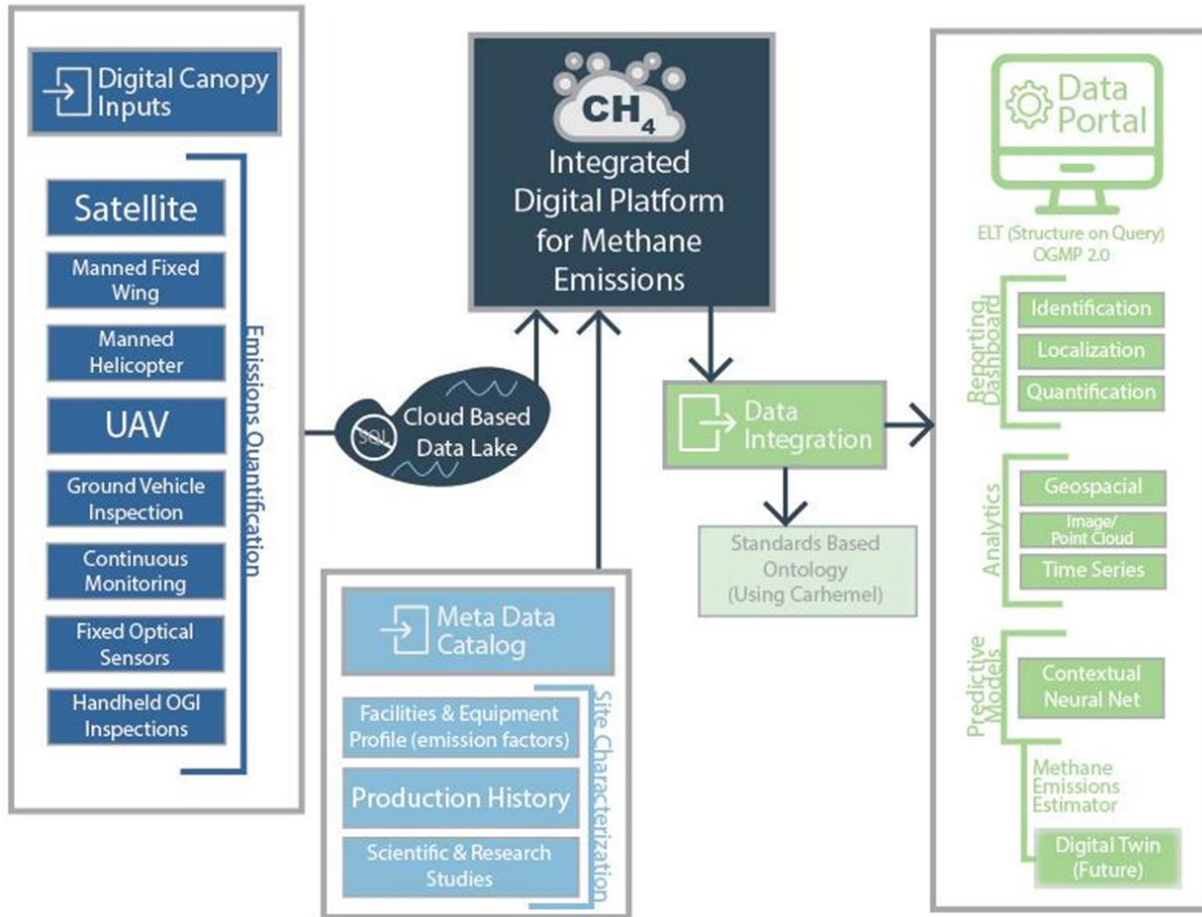 Digital Canopy
Inputs
Satellite
Manned Fixed
Wing
Manned
Helicopter
UAV
Ground Vehicle
Inspection
Continuous
Monitoring
Fixed Optical
Sensors
Handheld OGI
Inspections
Emissions Quantification
SQL
Cloud Based
Data Lake
CH4
Integrated
Digital Platform
for Methane
Emissions
Meta Data
Catalog
Facilities & Equipment
Profile (emission factors)
Production History
Scientific & Research
Studies
Site Characterization
Data
Integration
Standards Based
Ontology
(Using Carhemel)
Data
Portal
ELT (Structure on Query)
OGMP 2.0
Reporting
Dashboard
Identification
Localization
Quantification
Analytics
Geospacial
Image/
Point Cloud
Time Series
Predictive
Models
Contextual
Neural Net
Methane
Emissions
Estimator
Digital Twin
(Future)